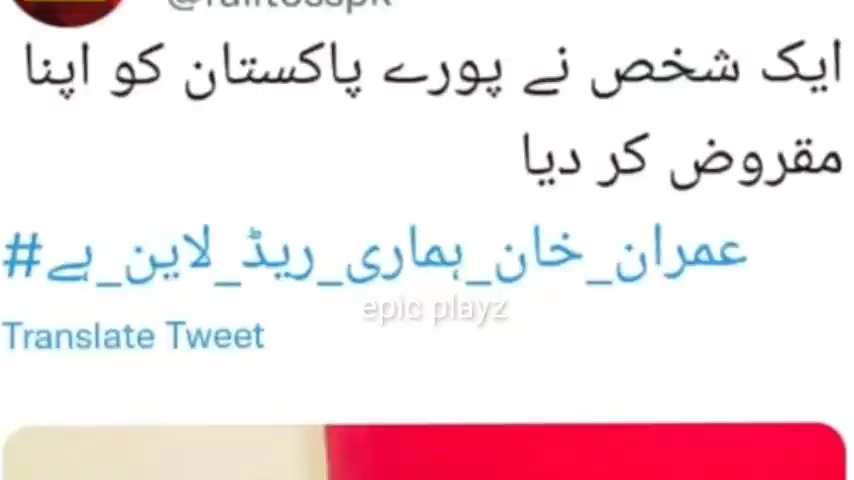 ایک شخص نے پورے پاکستان کو اپنا
مقروض کر دیا
#عمران_خان_ہماری_ریڈ_لاین_ہے
epic playz
Translate Tweet